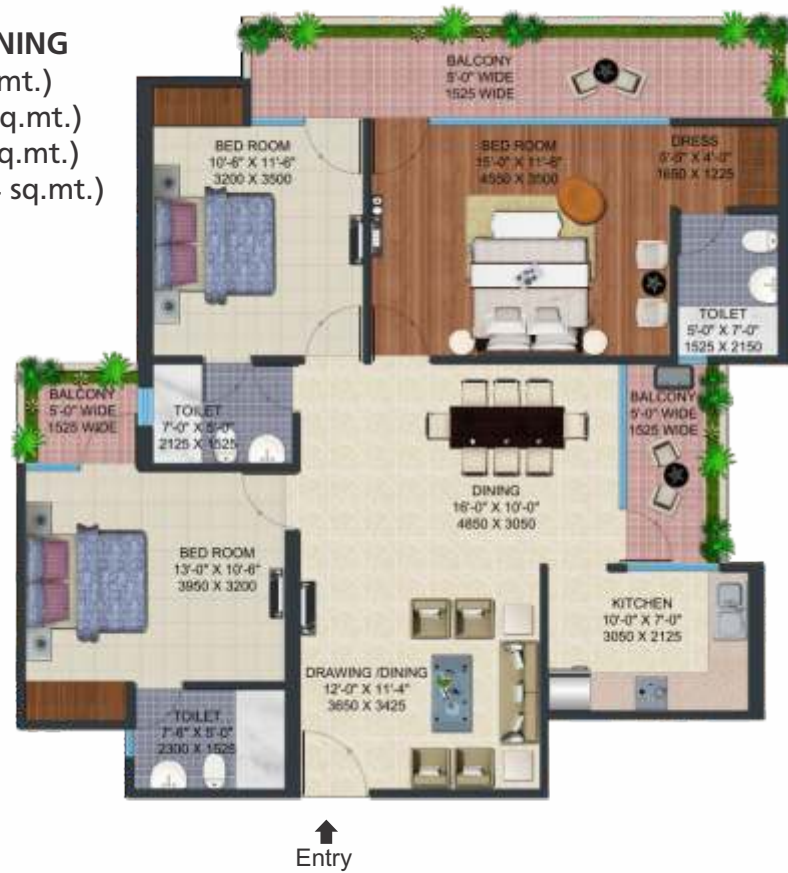 NING
mt.)
q.mt.)
q.mt.)
sq.mt.)
BALCONY
5'-0" WIDE
1525 WIDE
BED ROOM
10'-6" X 11'-6"
3200 X 3500
BED ROOM
15'-0" X 11'-6"
4550 X 3500
DRESS
5'-5" X 4'-0"
1650 X 1225
TOILET
5'-0" X 7'-0"
1525 X 2150
BALCONY
5'-0" WIDE
1525 WIDE
TOILET
7'-0" X 5'-0"
2125 X 1525
BALCONY
5'-0" WIDE
1525 WIDE
DINING
16'-0" X 10'-0"
4850 X 3050
BED ROOM
13'-0" X 10'-6"
3950 X 3200
KITCHEN
10'-0" X 7'-0"
3050 X 2125
DRAWING /DINING
12'-0" X 11'-4"
3650 X 3425
TOILET
7'-6" X 5'-0"
2300 X 1525
Entry